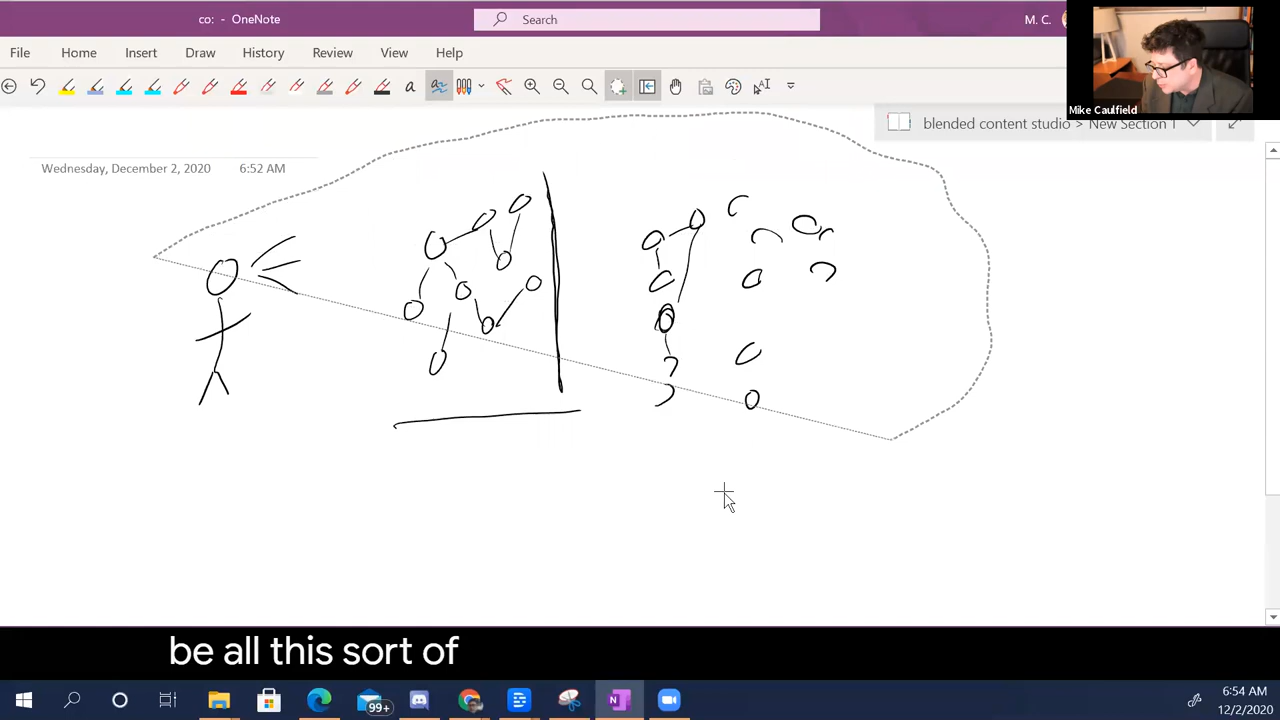 co: - OneNote
Search
M. C.
File Home Insert Draw History Review View Help
Mike Caulfield
blended content studio > New Section 1
Wednesday, December 2, 2020 6:52 AM
be all this sort of
99+
6:54 AM
12/2/2020